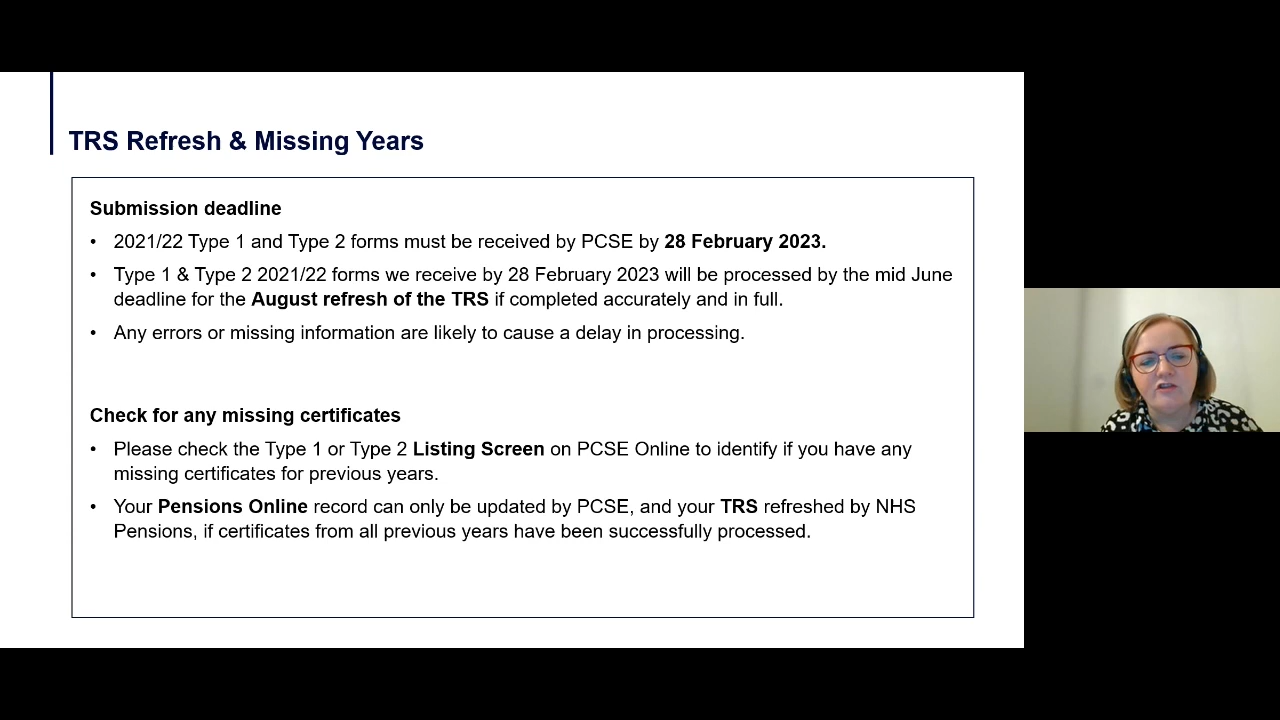 TRS Refresh & Missing Years
Submission deadline
• 2021/22 Type 1 and Type 2 forms must be received by PCSE by 28 February 2023.
• Type 1 & Type 2 2021/22 forms we receive by 28 February 2023 will be processed by the mid June
deadline for the August refresh of the TRS if completed accurately and in full.
• Any errors or missing information are likely to cause a delay in processing.
Check for any missing certificates
• Please check the Type 1 or Type 2 Listing Screen on PCSE Online to identify if you have any
missing certificates for previous years.
• Your Pensions Online record can only be updated by PCSE, and your TRS refreshed by NHS
Pensions, if certificates from all previous years have been successfully processed.